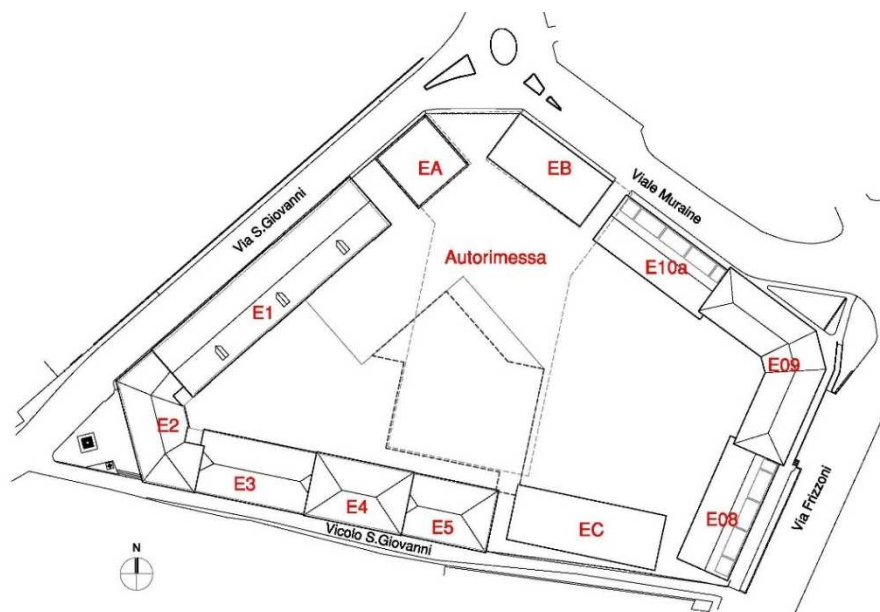 EA
EB
Via S.Giovanni
Viale Muraine
Autorimessa
E10a
E1
E09
E2
E3
E4
E5
EC
E08
Via Frizzoni
Vicolo S.Giovanni
N